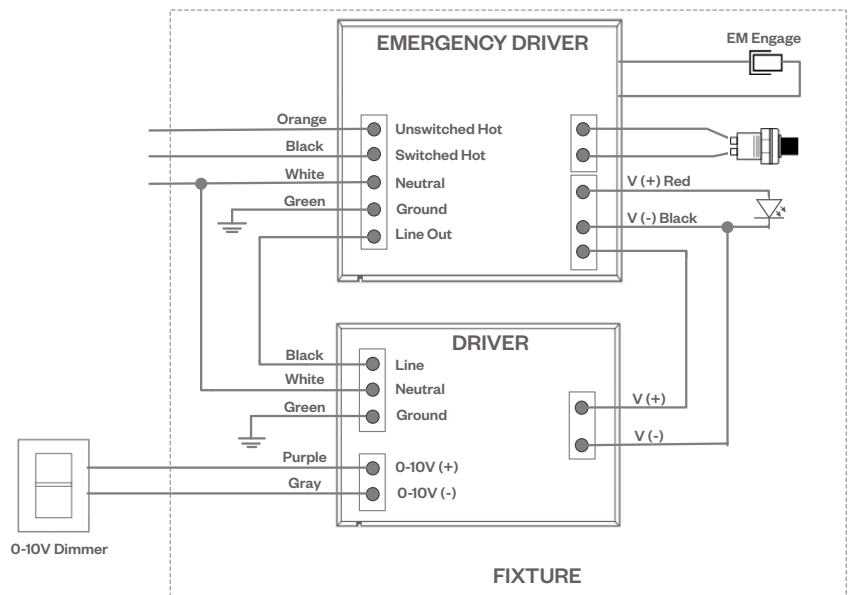 EMERGENCY DRIVER
EM Engage
Orange
Unswitched Hot
Black
Switched Hot
White
Neutral
V (+) Red
Green
Ground
V (-) Black
Line Out
DRIVER
Black
Line
White
Neutral
V (+)
Green
Ground
V (-)
Purple
0-10V (+)
Gray
0-10V (-)
0-10V Dimmer
FIXTURE